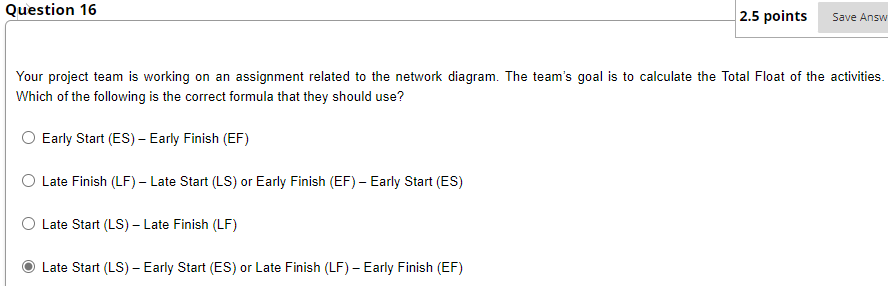 Question 16
2.5 points
Save Answ
Your project team is working on an assignment related to the network diagram. The team's goal is to calculate the Total Float of the activities.
Which of the following is the correct formula that they should use?
Early Start (ES) – Early Finish (EF)
Late Finish (LF) – Late Start (LS) or Early Finish (EF) – Early Start (ES)
Late Start (LS) – Late Finish (LF)
Late Start (LS) – Early Start (ES) or Late Finish (LF) – Early Finish (EF)